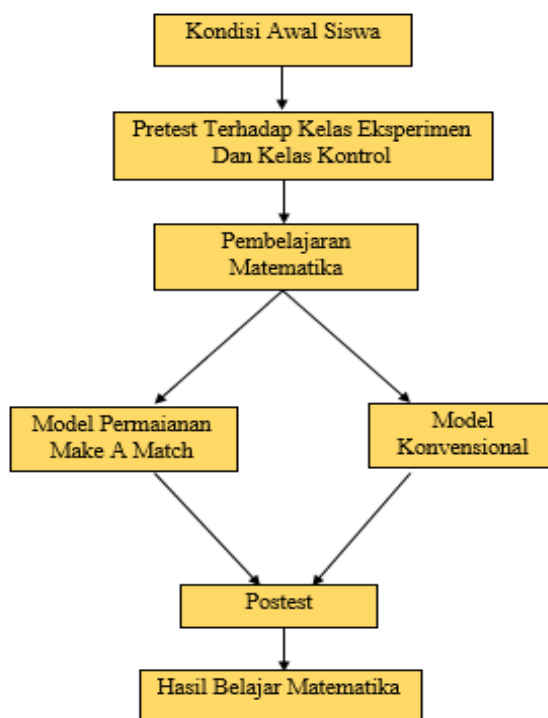 Kondisi Awal Siswa
Pretest Terhadap Kelas Eksperimen
Dan Kelas Kontrol
Pembelajaran
Matematika
Model Permaianan
Make A Match
Model
Konvensional
Postest
Hasil Belajar Matematika